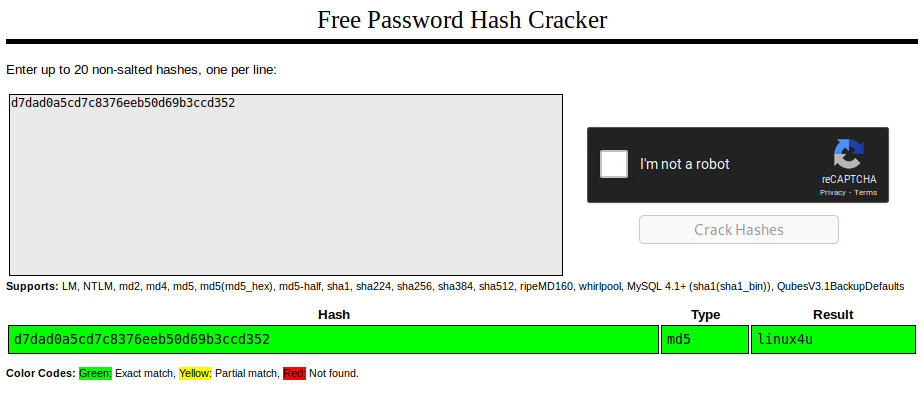 Free Password Hash Cracker
Enter up to 20 non-salted hashes, one per line:
d7dad0a5cd7c8376eeb50d69b3ccd352
I'm not a robot
reCAPTCHA
Privacy - Terms
Crack Hashes
Supports: LM, NTLM, md2, md4, md5, md5(md5_hex), md5-half, sha1, sha224, sha256, sha384, sha512, ripeMD160, whirlpool, MySQL 4.1+ (sha1(sha1_bin)), QubesV3.1BackupDefaults
Hash Type Result
d7dad0a5cd7c8376eeb50d69b3ccd352 md5 linux4u
Color Codes: Green: Exact match, Yellow: Partial match, Red: Not found.